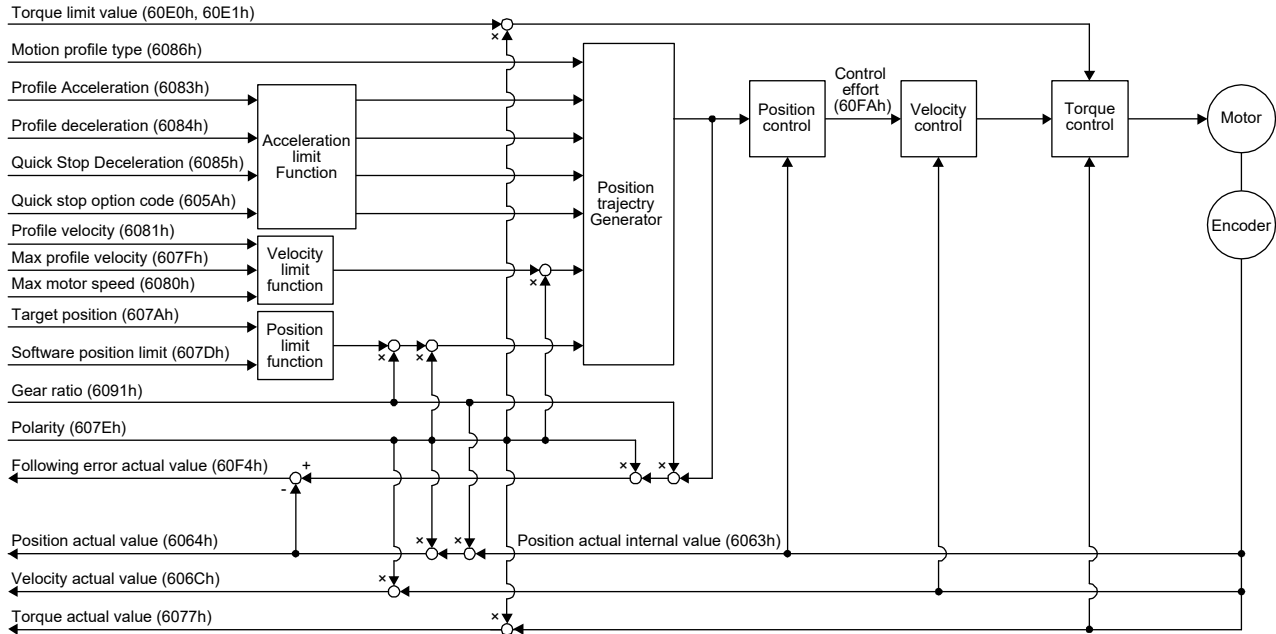 Torque limit value (60E0h, 60E1h)
×
Motion profile type (6086h)
Profile Acceleration (6083h)
Profile deceleration (6084h)
Quick Stop Deceleration (6085h)
Quick stop option code (605Ah)
Acceleration
limit
Function
Profile velocity (6081h)
Max profile velocity (607Fh)
Max motor speed (6080h)
Velocity
limit
function
×
Target position (607Ah)
Software position limit (607Dh)
Position
limit
function
×
×
Position
trajectry
Generator
Position
control
Control
effort
(60FAh)
Velocity
control
Torque
control
Motor
Encoder
Gear ratio (6091h)
Polarity (607Eh)
Following error actual value (60F4h)
+
-
×
×
Position actual value (6064h)
×
×
Position actual internal value (6063h)
Velocity actual value (606Ch)
×
Torque actual value (6077h)
×